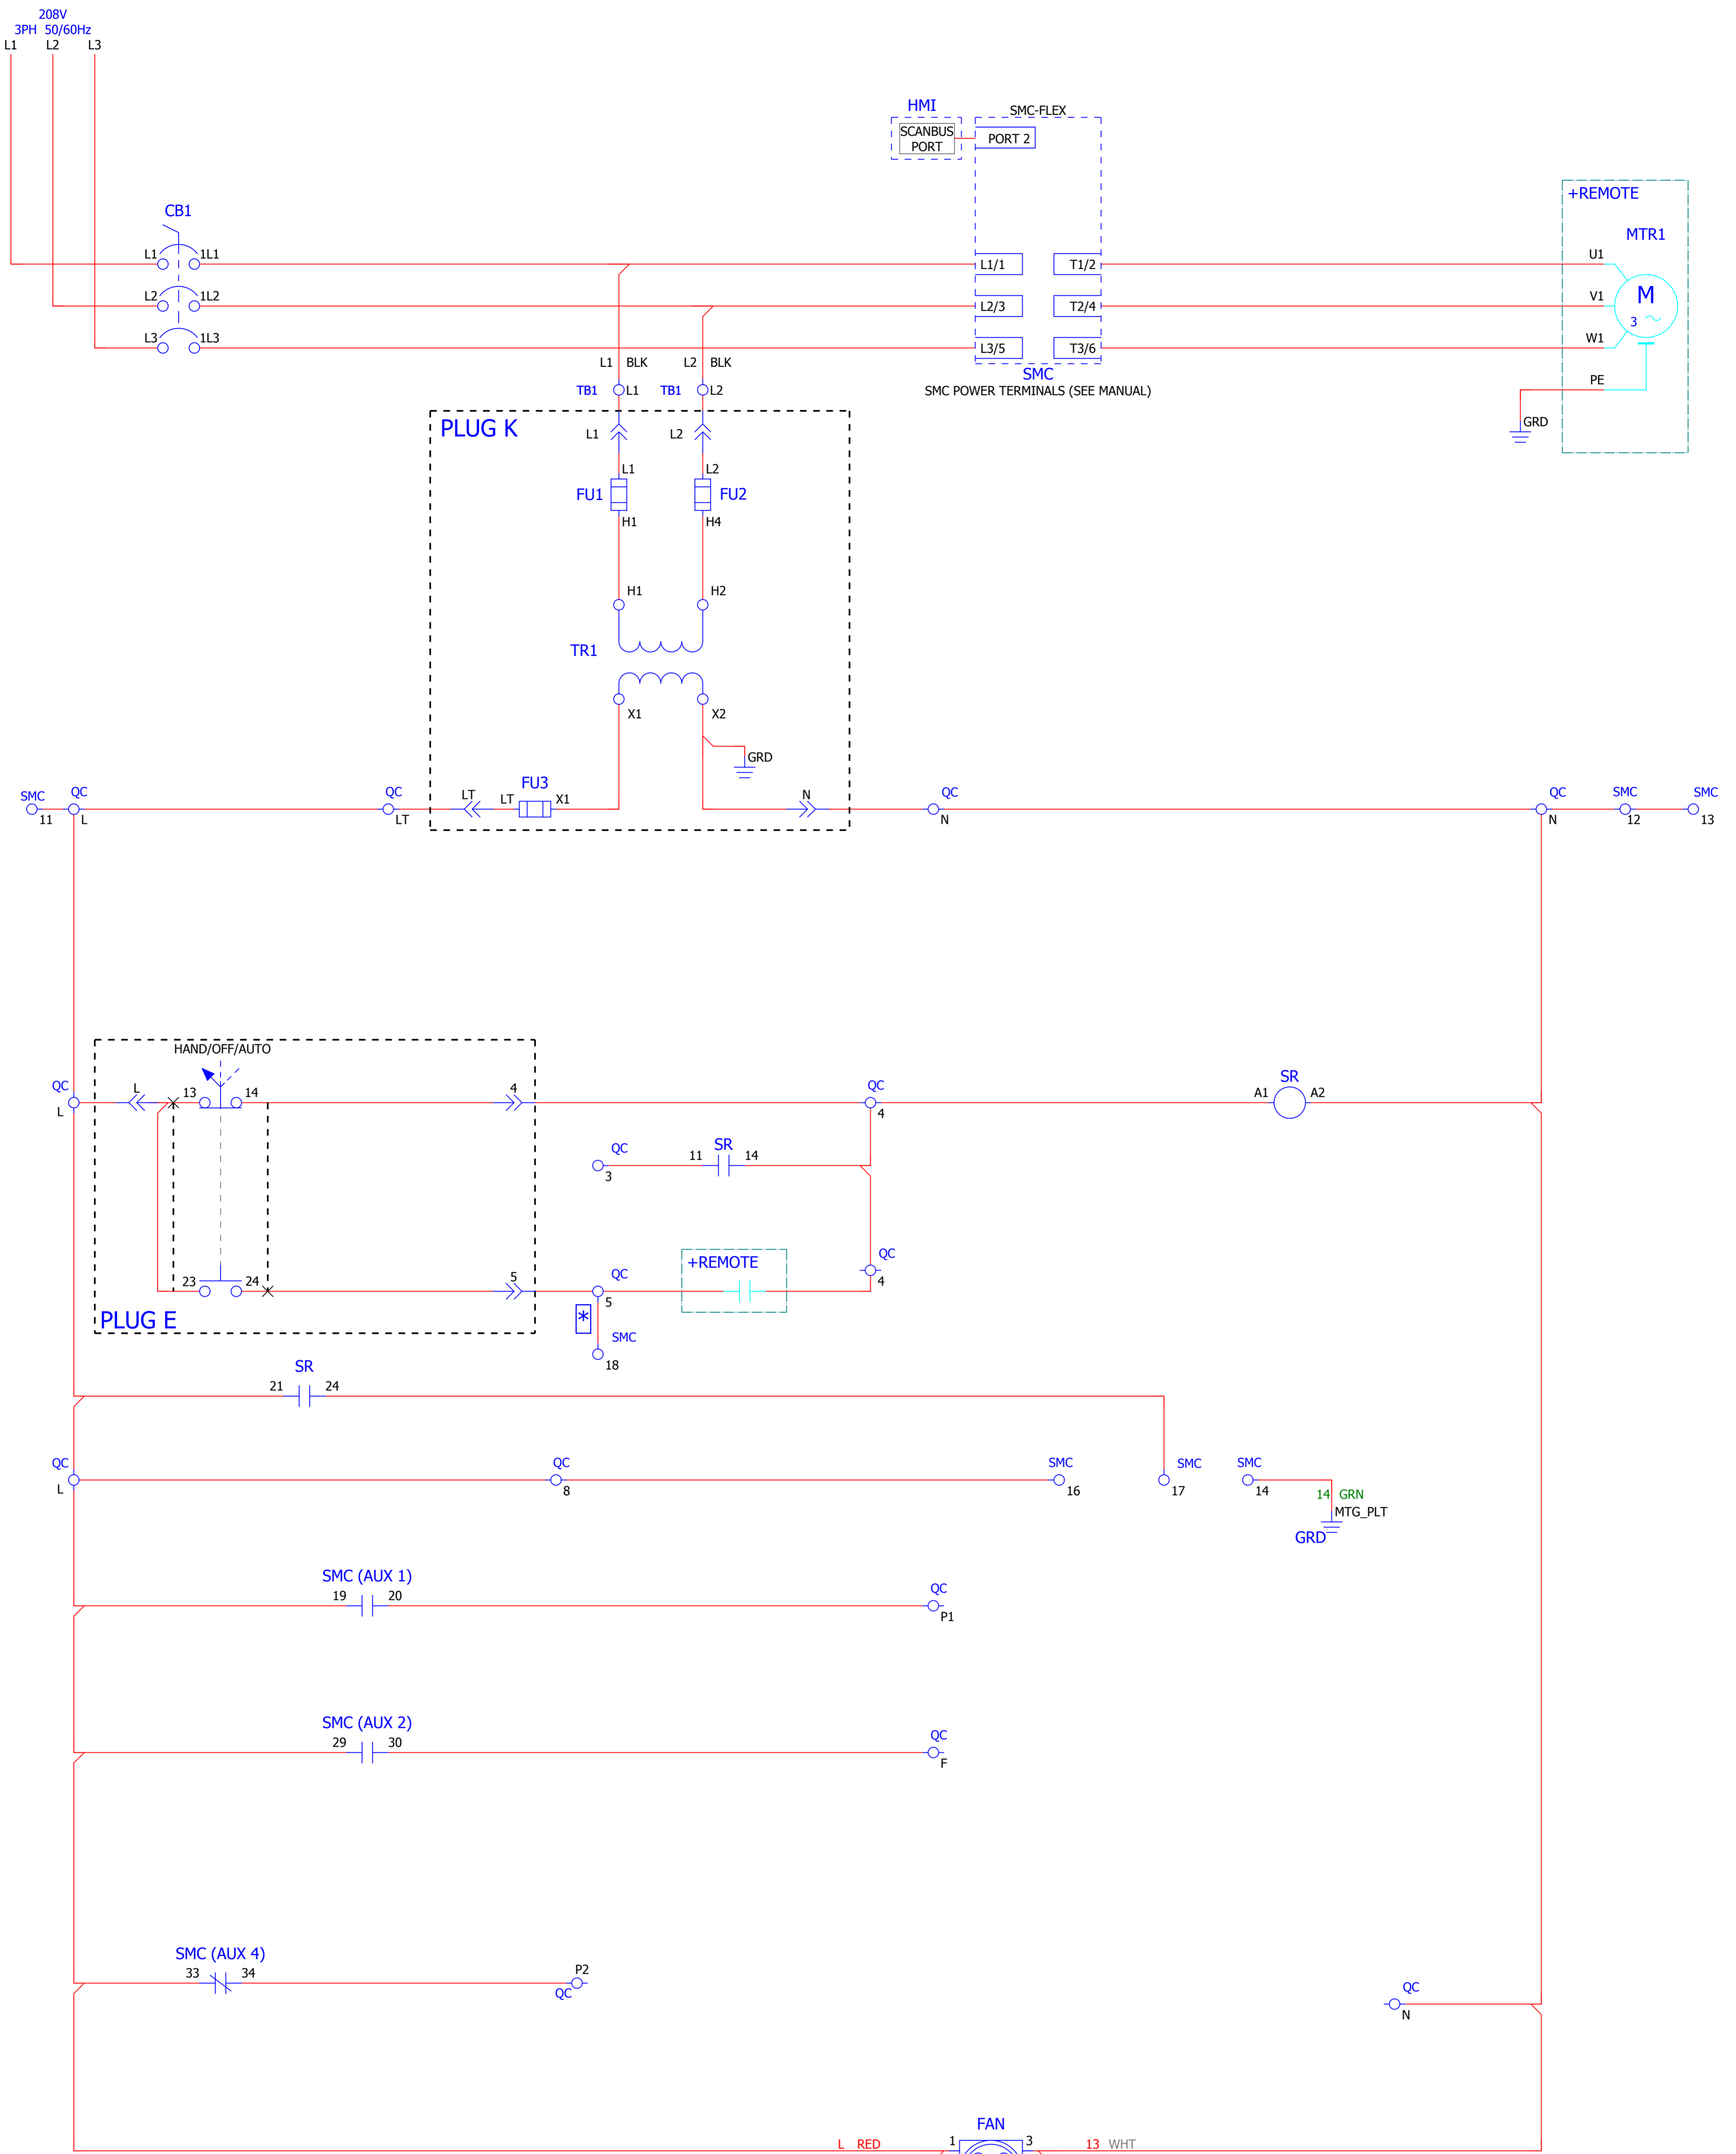 208V
3PH 50/60Hz
L1 L2 L3
HMI
SMC-FLEX
SCANBUS
PORT
PORT 2
+REMOTE
CB1
MTR1
L1 1L1
L1/1 T1/2
U1
L2 1L2
L2/3 T2/4
V1
M
3
L3 1L3
L3/5 T3/6
W1
L1 BLK L2 BLK
SMC
SMC POWER TERMINALS (SEE MANUAL)
PE
TB1 L1 TB1 L2
GRD
PLUG K
L1 L2
L1 L2
FU1 FU2
H1 H4
H1 H2
TR1
X1 X2
GRD
FU3
SMC QC QC LT LT X1 N QC QC SMC SMC
11 L LT N N 12 13
HAND/OFF/AUTO
QC L 13 14 4 QC SR
L 4 A1 A2
QC SR
11 14
3
QC
+REMOTE
4
23 24 5 QC
5
PLUG E
*
SMC
18
SR
21 24
QC QC SMC SMC SMC
L 8 16 17 14
14 GRN
MTG_PLT
GRD
SMC (AUX 1)
19 20 QC
P1
SMC (AUX 2)
29 30 QC
F
SMC (AUX 4)
33 34 P2
QC
QC
N
FAN
L RED 1 3 13 WHT